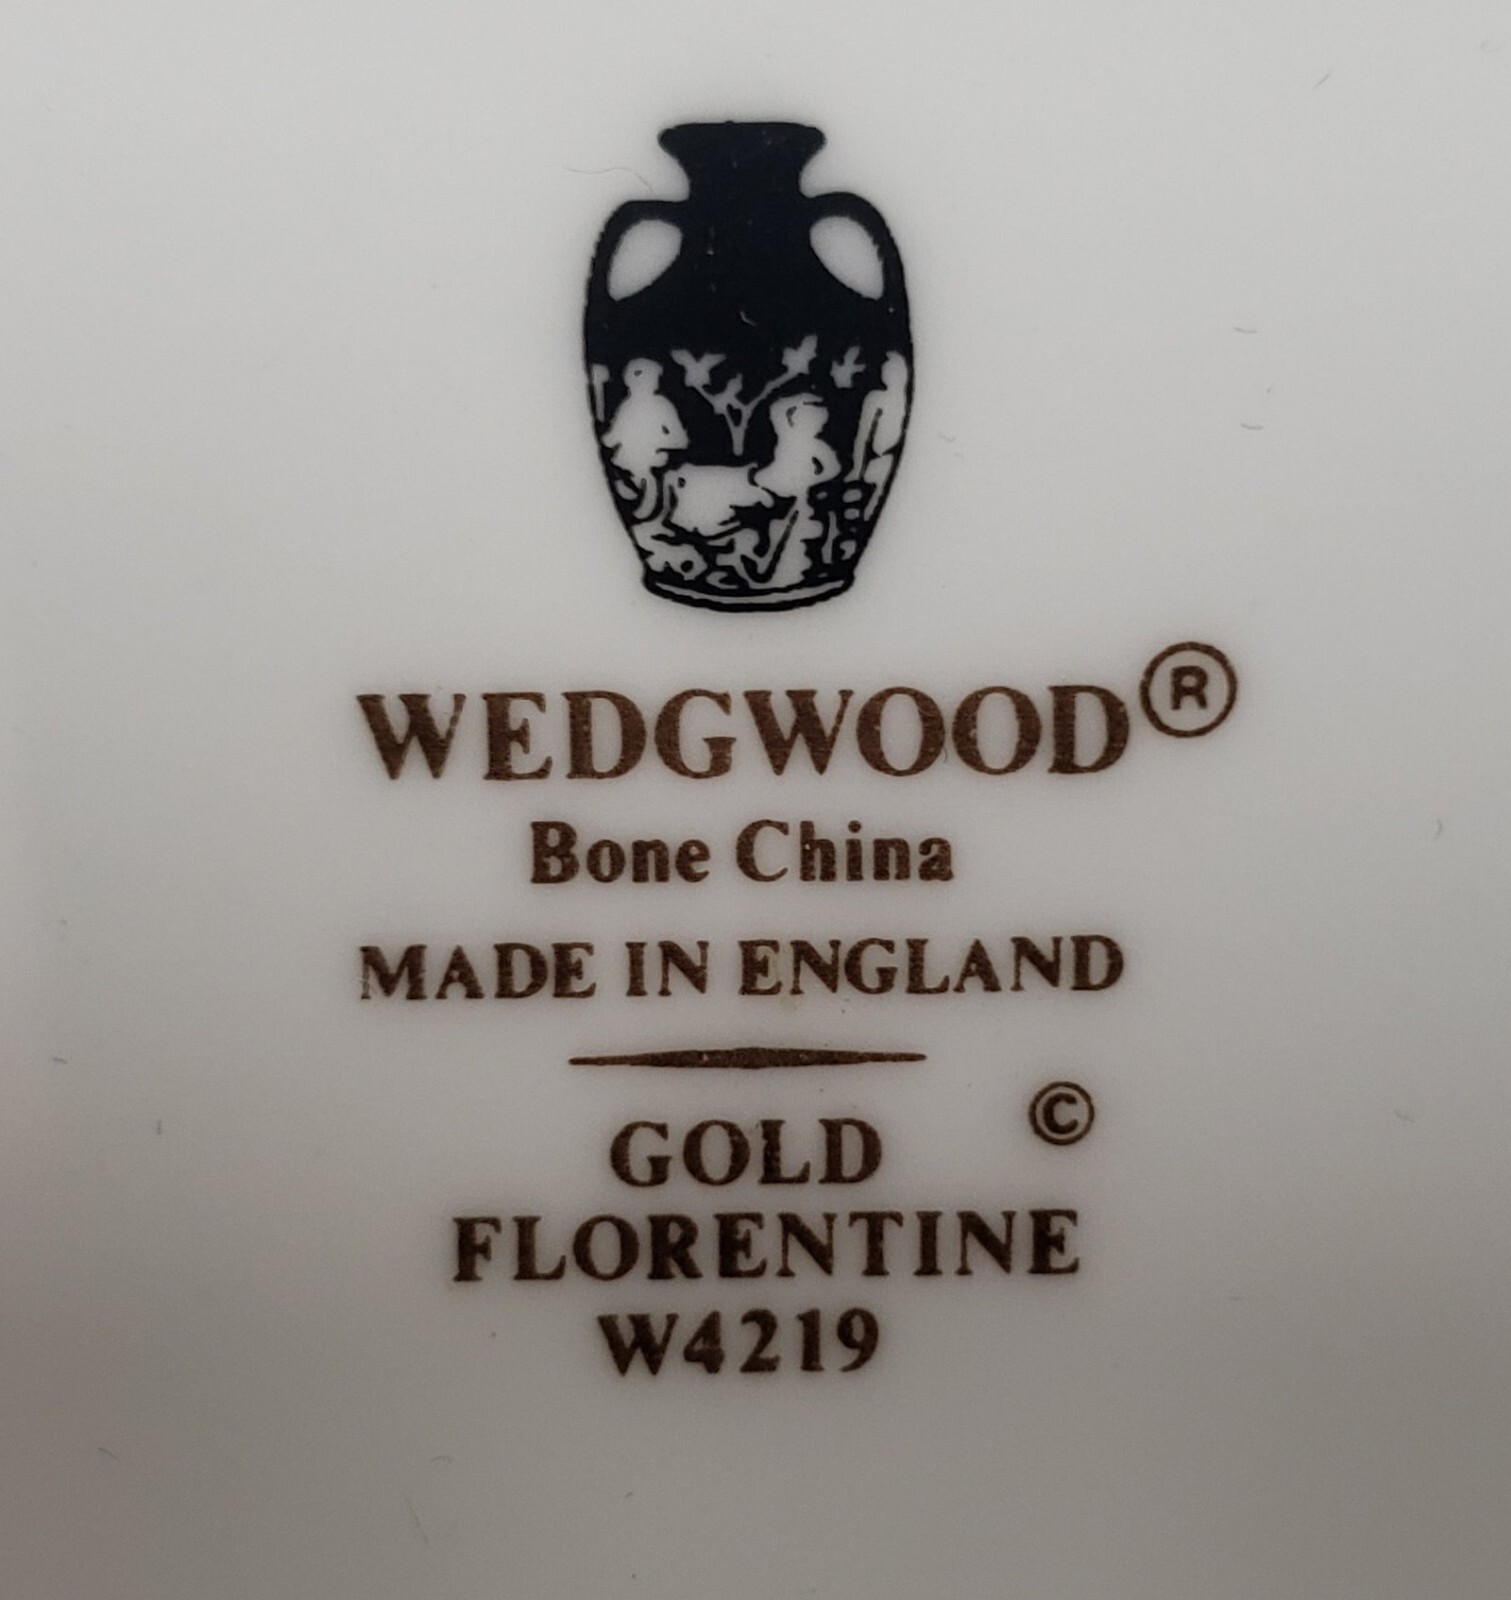 WEDGWOOD®
Bone China
MADE IN ENGLAND
©
GOLD
FLORENTINE
W4219